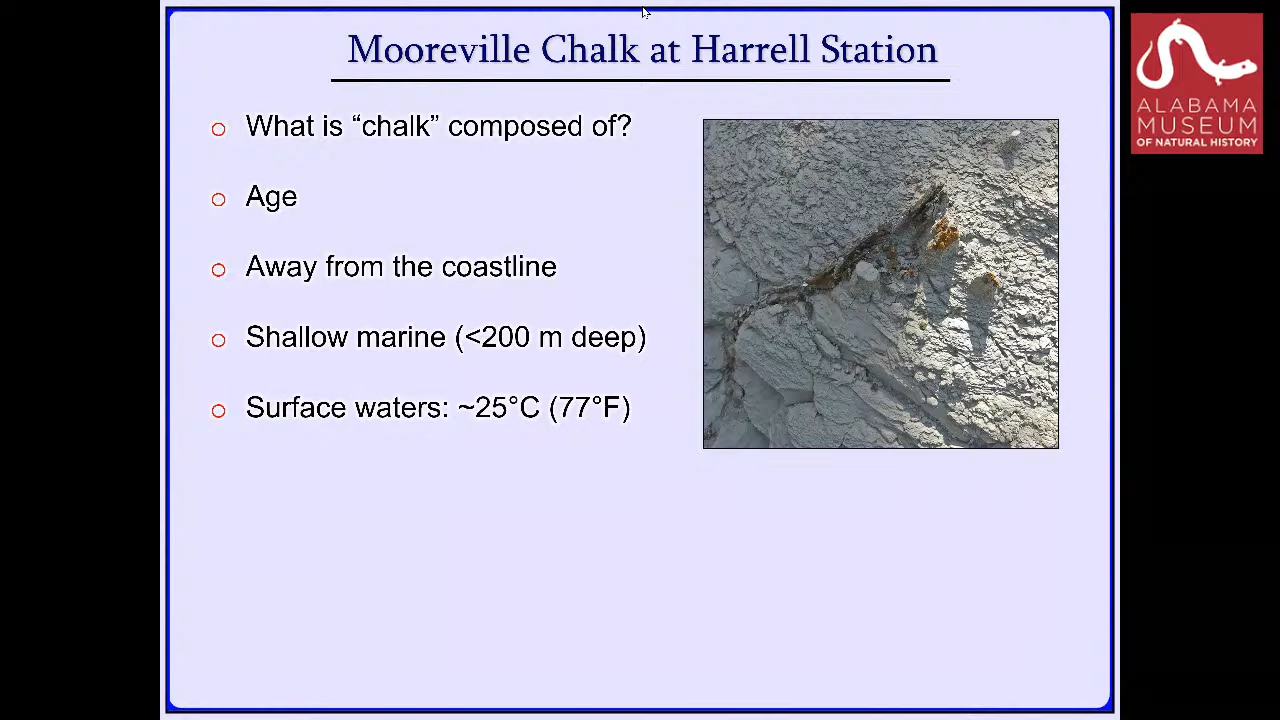 Mooreville Chalk at Harrell Station
What is “chalk” composed of?
Age
Away from the coastline
Shallow marine (<200 m deep)
Surface waters: ~25°C (77°F)
ALABAMA
MUSEUM
OF NATURAL HISTORY